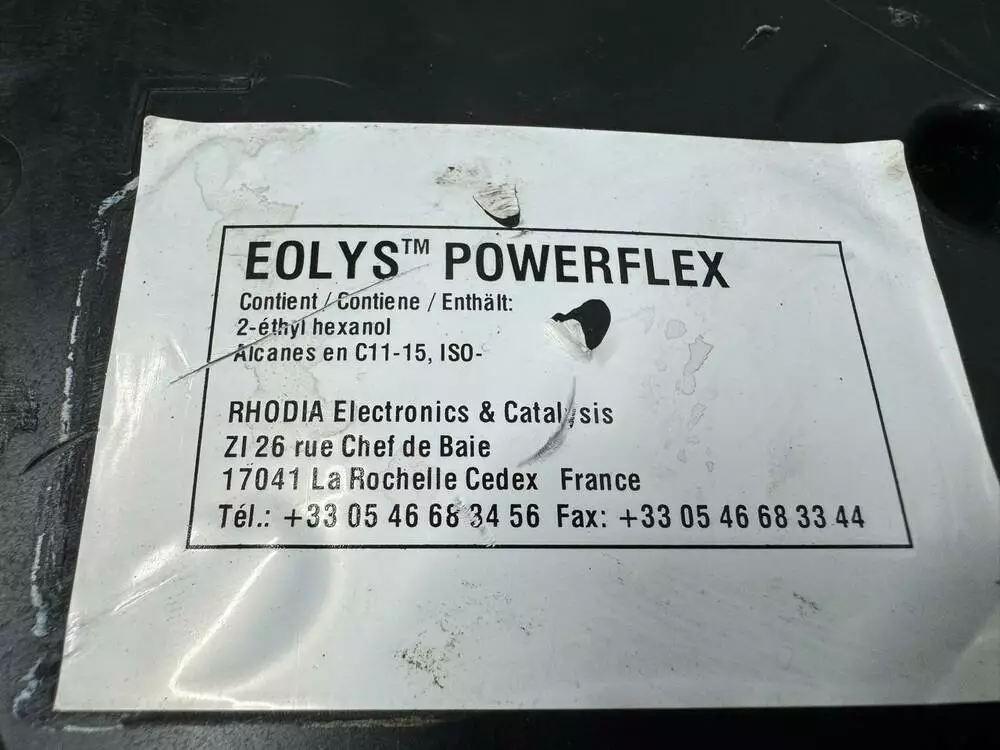 EOLYS™ POWERFLEX
Contient / Contiene / Enthält:
2-éthyl hexanol
Alcanes en C11-15, ISO-
RHODIA Electronics & Catalysis
ZI 26 rue Chef de Baie
17041 La Rochelle Cedex France
Tél.: +33 05 46 68 34 56 Fax: +33 05 46 68 33 44